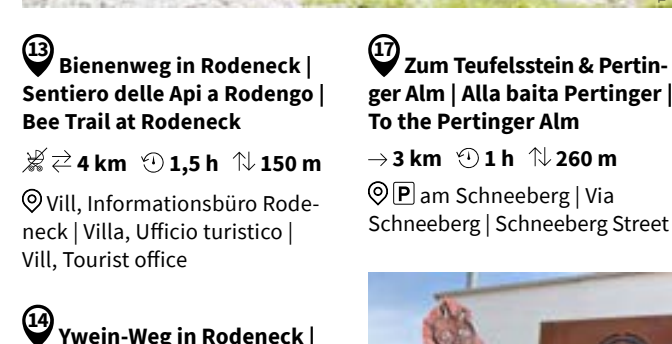 13 Bienenweg in Rodeneck |
Sentiero delle Api a Rodengo |
Bee Trail at Rodeneck
4 km 1,5 h 150 m
Vill, Informationsbüro Rode-
neck | Villa, Ufficio turistico |
Vill, Tourist office
14 Ywein-Weg in Rodeneck |
17 Zum Teufelsstein & Pertin-
ger Alm | Alla baita Pertinger |
To the Pertinger Alm
→ 3 km 1 h 260 m
P am Schneeberg | Via
Schneeberg | Schneeberg Street